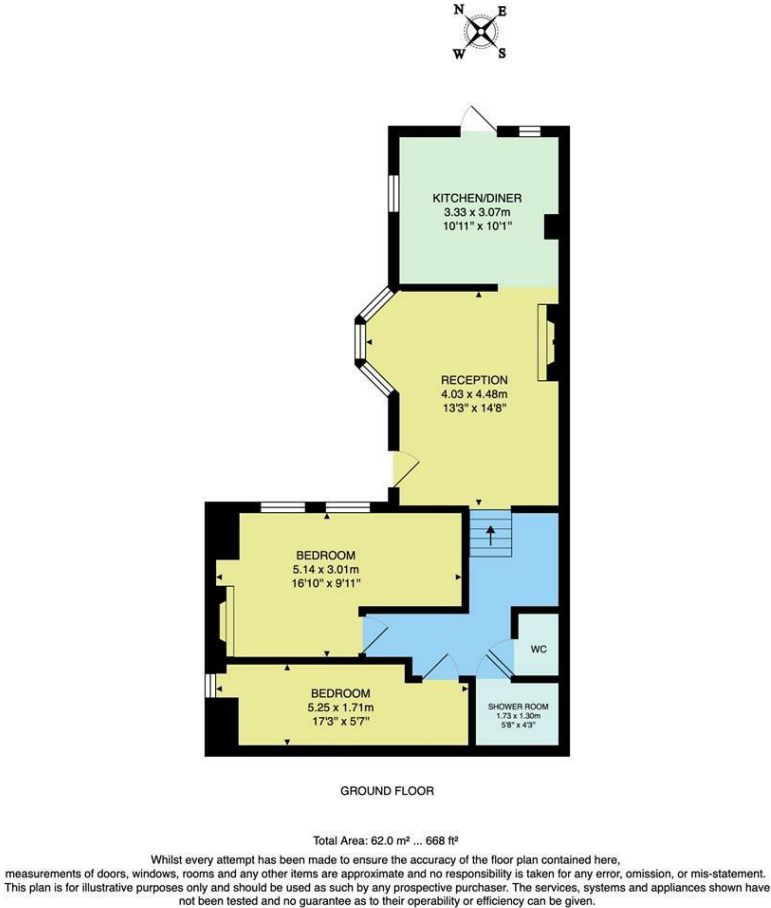 N E
W S
KITCHEN/DINER
3.33 x 3.07m
10'11" x 10'1"
RECEPTION
4.03 x 4.48m
13'3" x 14'8"
BEDROOM
5.14 x 3.01m
16'10" x 9'11"
WC
BEDROOM
5.25 x 1.71m
17'3" x 5'7"
SHOWER ROOM
1.73 x 1.30m
5'8" x 4'3"
GROUND FLOOR
Total Area: 62.0 m² ... 668 ft²
Whilst every attempt has been made to ensure the accuracy of the floor plan contained here,
measurements of doors, windows, rooms and any other items are approximate and no responsibility is taken for any error, omission, or mis-statement.
This plan is for illustrative purposes only and should be used as such by any prospective purchaser. The services, systems and appliances shown have
not been tested and no guarantee as to their operability or efficiency can be given.